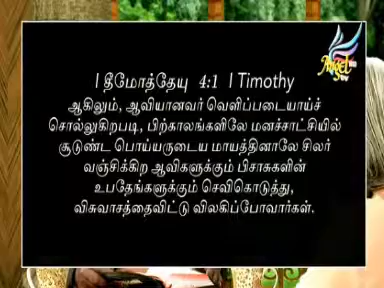 I தீமோத்தேயு 4:1 I Timothy
ஆகிலும், ஆவியானவர் வெளிப்படையாய்ச்
சொல்லுகிறபடி, பிற்காலங்களிலே மனச்சாட்சியில்
சூடுண்ட பொய்யருடைய மாயத்தினாலே சிலர்
வஞ்சிக்கிற ஆவிகளுக்கும் பிசாசுகளின்
உபதேங்களுக்கும் செவிகொடுத்து,
விசுவாசத்தைவிட்டு விலகிப்போவார்கள்.
Angel